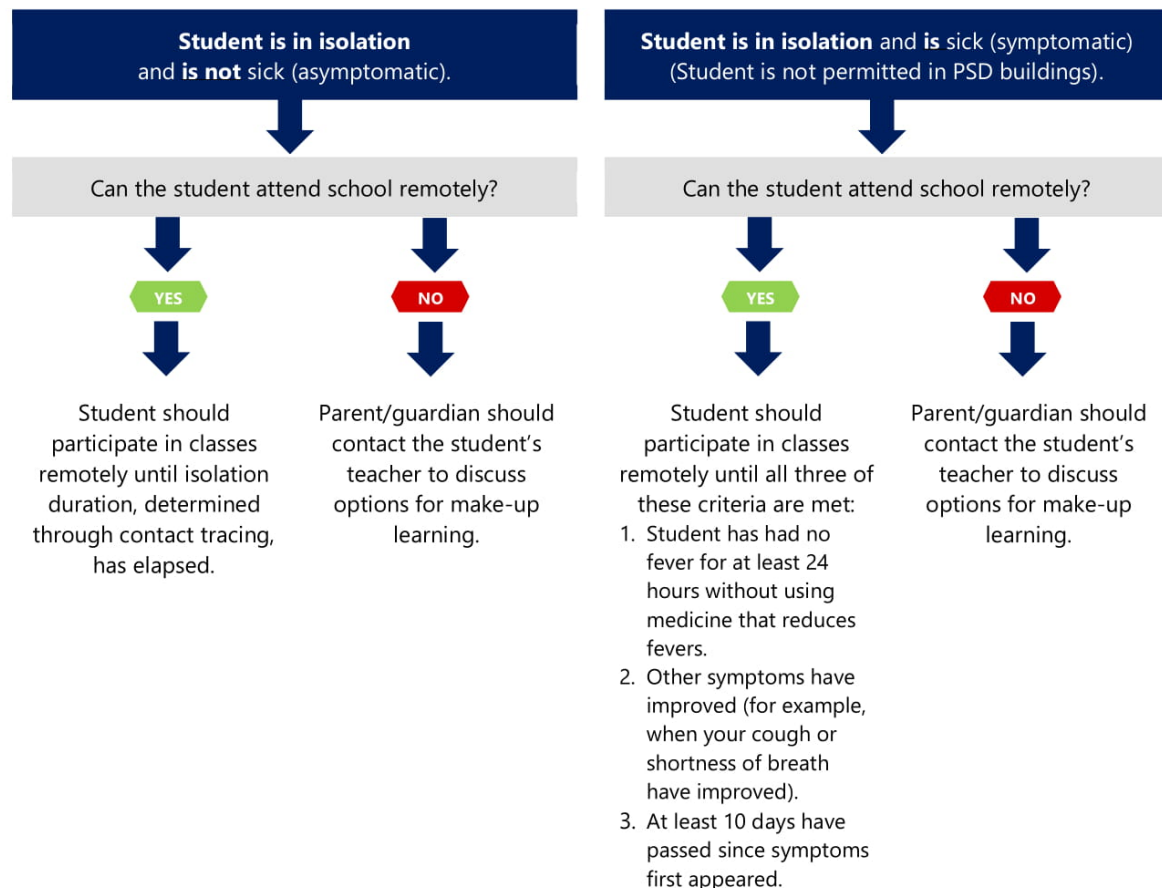 Student is in isolation
and is not sick (asymptomatic).
Can the student attend school remotely?
YES
NO
Student should
participate in classes
remotely until isolation
duration, determined
through contact tracing,
has elapsed.
Parent/guardian should
contact the student's
teacher to discuss
options for make-up
learning.
Student is in isolation and is sick (symptomatic)
(Student is not permitted in PSD buildings).
Can the student attend school remotely?
YES
NO
Student should
participate in classes
remotely until all three of
these criteria are met:
1. Student has had no
fever for at least 24
hours without using
medicine that reduces
fevers.
2. Other symptoms have
improved (for example,
when your cough or
shortness of breath
have improved).
3. At least 10 days have
passed since symptoms
first appeared.
Parent/guardian should
contact the student's
teacher to discuss
options for make-up
learning.